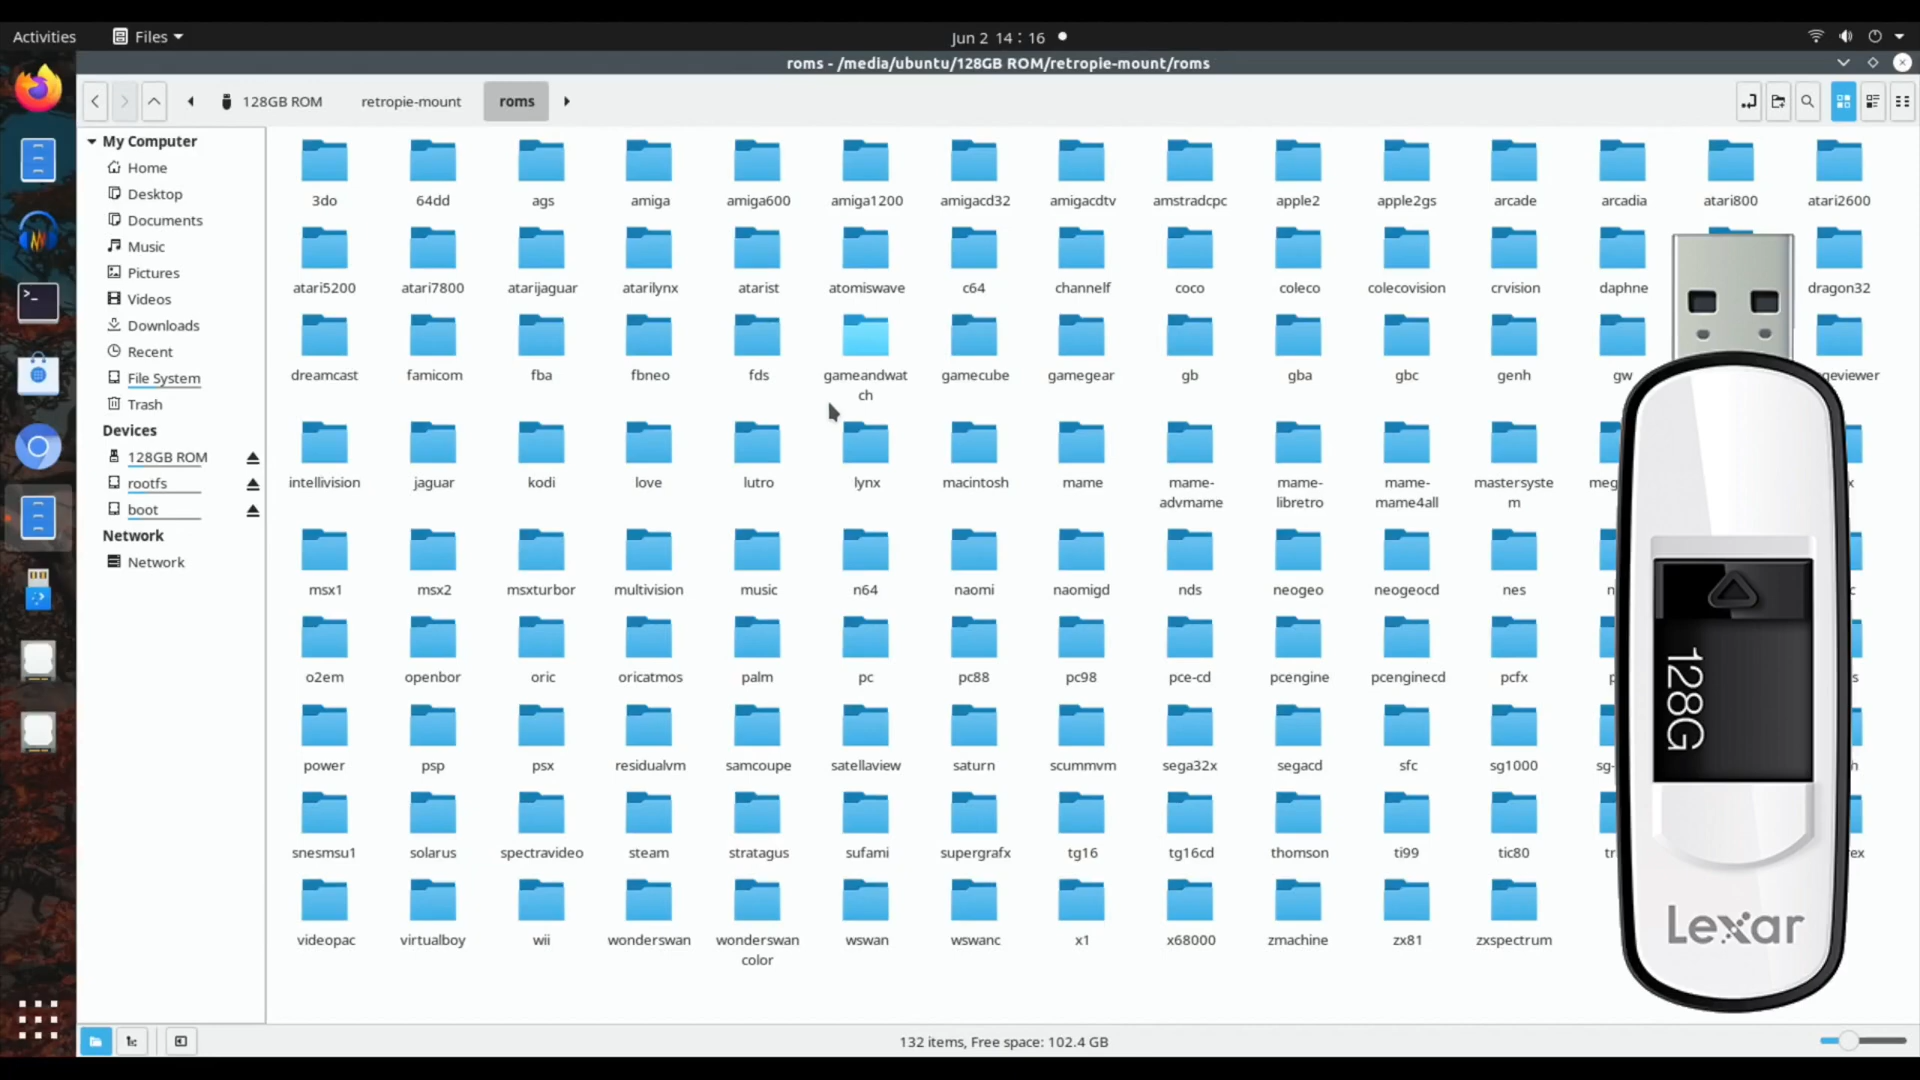 Activities Files Jun 2 14:16
roms - /media/ubuntu/128GB ROM/retropie-mount/roms
128GB ROM retropie-mount roms
My Computer
Home
Desktop
Documents
Music
Pictures
Videos
Downloads
Recent
File System
Trash
Devices
128GB ROM
rootfs
boot
Network
Network
3do 64dd ags amiga amiga600 amiga1200 amigacd32 amigacdtv amstradcpc apple2 apple2gs arcade arcadia atari800 atari2600
atari5200 atari7800 atarijaguar atarilynx atarist atomiswave c64 channelf coco coleco colecovision crvision daphne dragon32
dreamcast famicom fba fbneo fds gameandwat gamecube gamegear gb gba gbc genh gw geviewer
ch
intellivision jaguar kodi love lutro lynx macintosh mame mame- mame- mame- mastersyste meg x
advmame libretro mame4all m
msx1 msx2 msxturbor multivision music n64 naomi naomigd nds neogeo neogeocd nes n c
o2em openbor oric oricatmos palm pc pc88 pc98 pce-cd pcengine pcenginecd pcfx p s
power psp psx residualvm samcoupe satellaview saturn scummvm sega32x segacd sfc sg1000 sg- h
snesmsu1 solarus spectravideo steam stratagus sufami supergrafx tg16 tg16cd thomson ti99 tic80 tr ex
videopac virtualboy wii wonderswan wonderswan wswan wswanc x1 x68000 zmachine zx81 zxspectrum
color
128G
Lexar
132 items, Free space: 102.4 GB